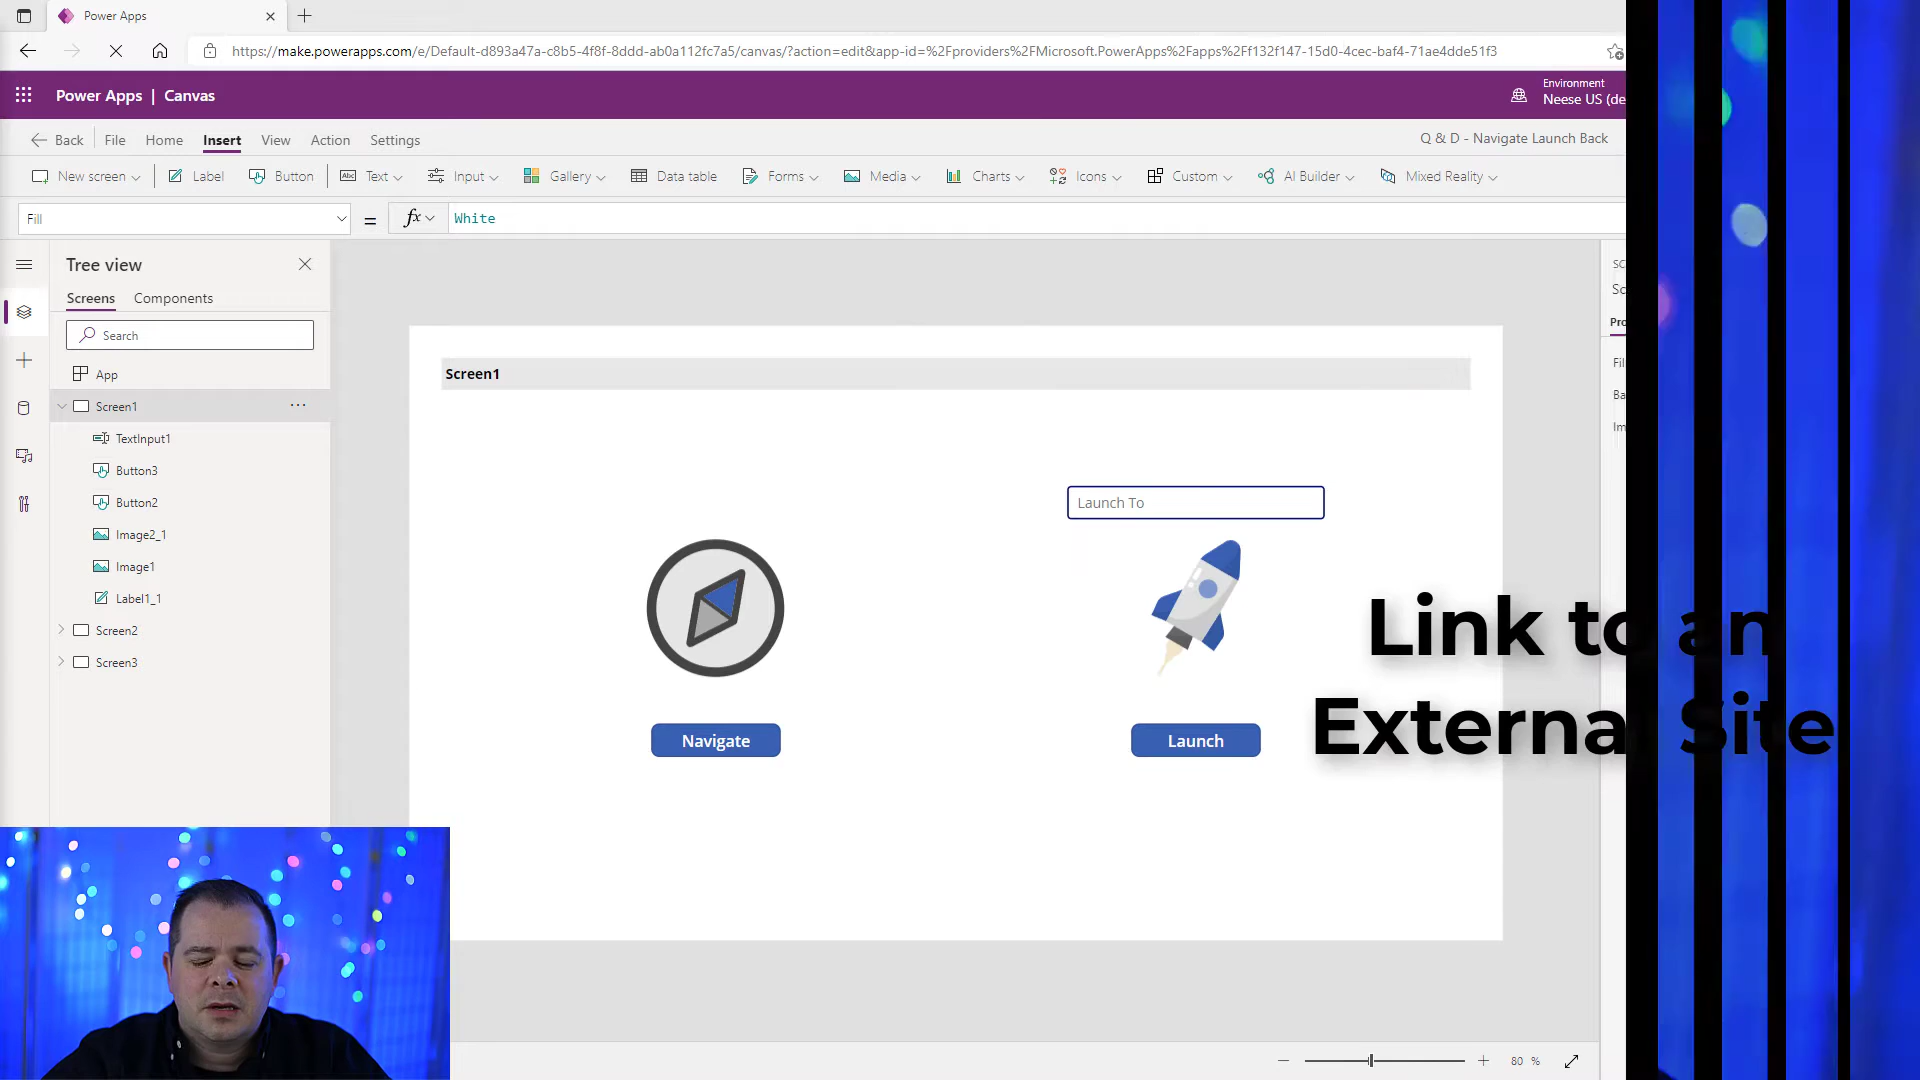 Power Apps
https://make.powerapps.com/e/Default-d893a47a-c8b5-4f8f-8ddd-ab0a112fc7a5/canvas/?action=edit&app-id=%2Fproviders%2FMicrosoft.PowerApps%2Fapps%2Ff132f147-15d0-4cec-baf4-71ae4dde51f3
Power Apps | Canvas
Environment
Neese US (de
Back File Home Insert View Action Settings
Q & D - Navigate Launch Back
New screen Label Button Text Input Gallery Data table Forms Media Charts Icons Custom AI Builder Mixed Reality
Fill = fx White
Tree view
Screens Components
Search
App
Screen1
TextInput1
Button3
Button2
Image2_1
Image1
Label1_1
Screen2
Screen3
Screen1
Launch To
Navigate
Launch
Link to an
External Site
80 %